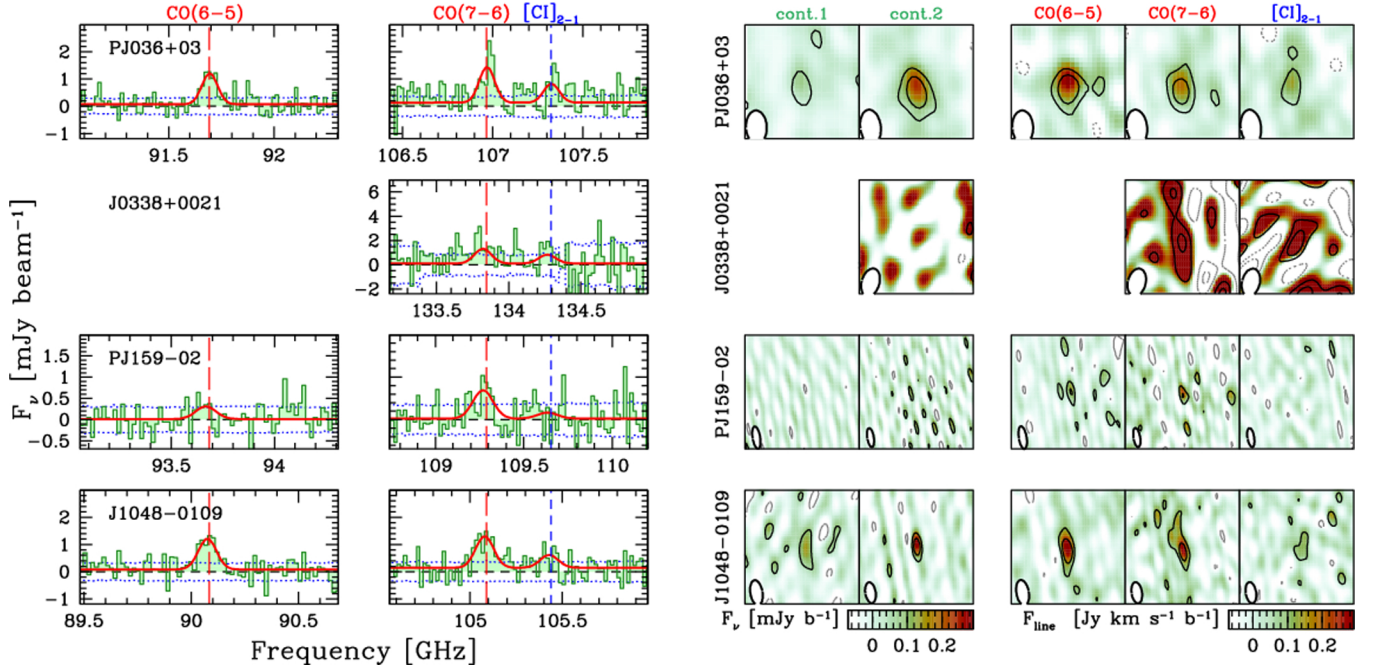 CO(6-5) CO(7-6) [CI]2-1 cont.1 cont.2 CO(6-5) CO(7-6) [CI]2-1
PJ036+03
2
1
0
-1
91.5 92
106.5 107 107.5
PJ036+03
J0338+0021
6
4
2
0
-2
133.5 134 134.5
J0338+0021
PJ159-02
1.5
1
0.5
0
-0.5
93.5 94
109 109.5 110
PJ159-02
J1048-0109
2
1
0
-1
89.5 90 90.5
105 105.5
J1048-0109
Fν [mJy beam−1]
Frequency [GHz]
Fν [mJy b−1]
0 0.1 0.2
Fline [Jy km s−1 b−1]
0 0.1 0.2